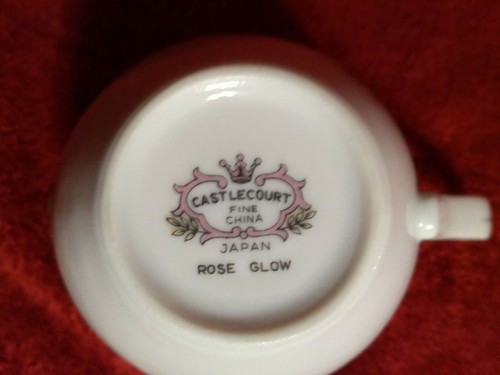 CASTLECOURT
FINE
CHINA
JAPAN
ROSE GLOW